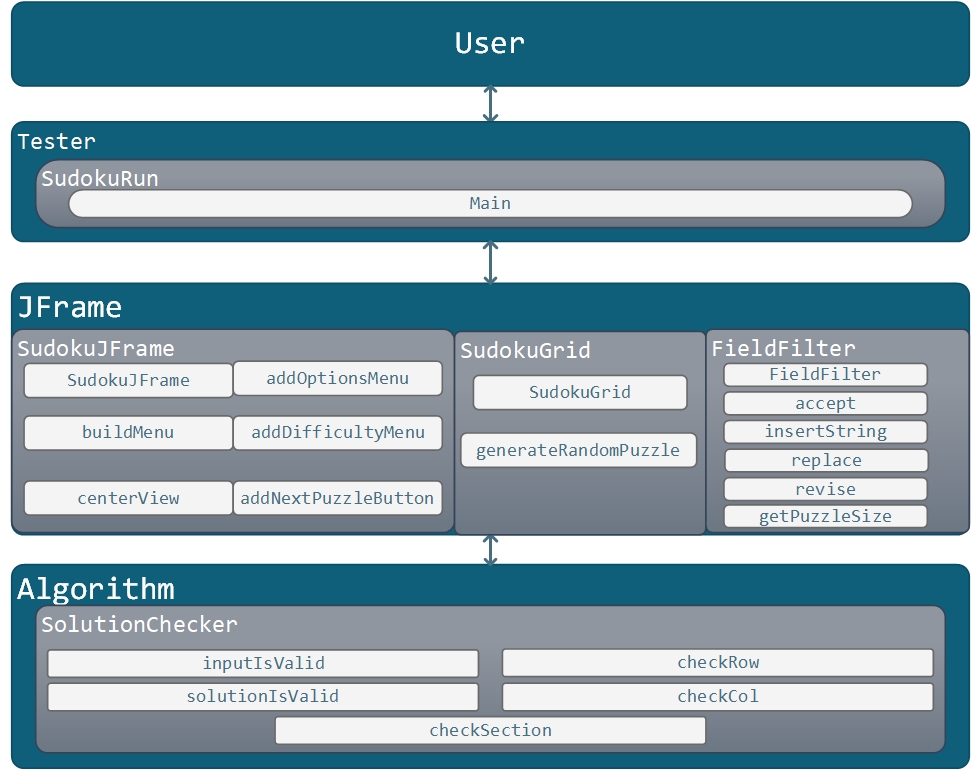 User
Tester
SudokuRun
Main
JFrame
SudokuJFrame
SudokuJFrame
addOptionsMenu
buildMenu
addDifficultyMenu
centerView
addNextPuzzleButton
SudokuGrid
SudokuGrid
generateRandomPuzzle
FieldFilter
FieldFilter
accept
insertString
replace
revise
getPuzzleSize
Algorithm
SolutionChecker
inputIsValid
checkRow
solutionIsValid
checkCol
checkSection